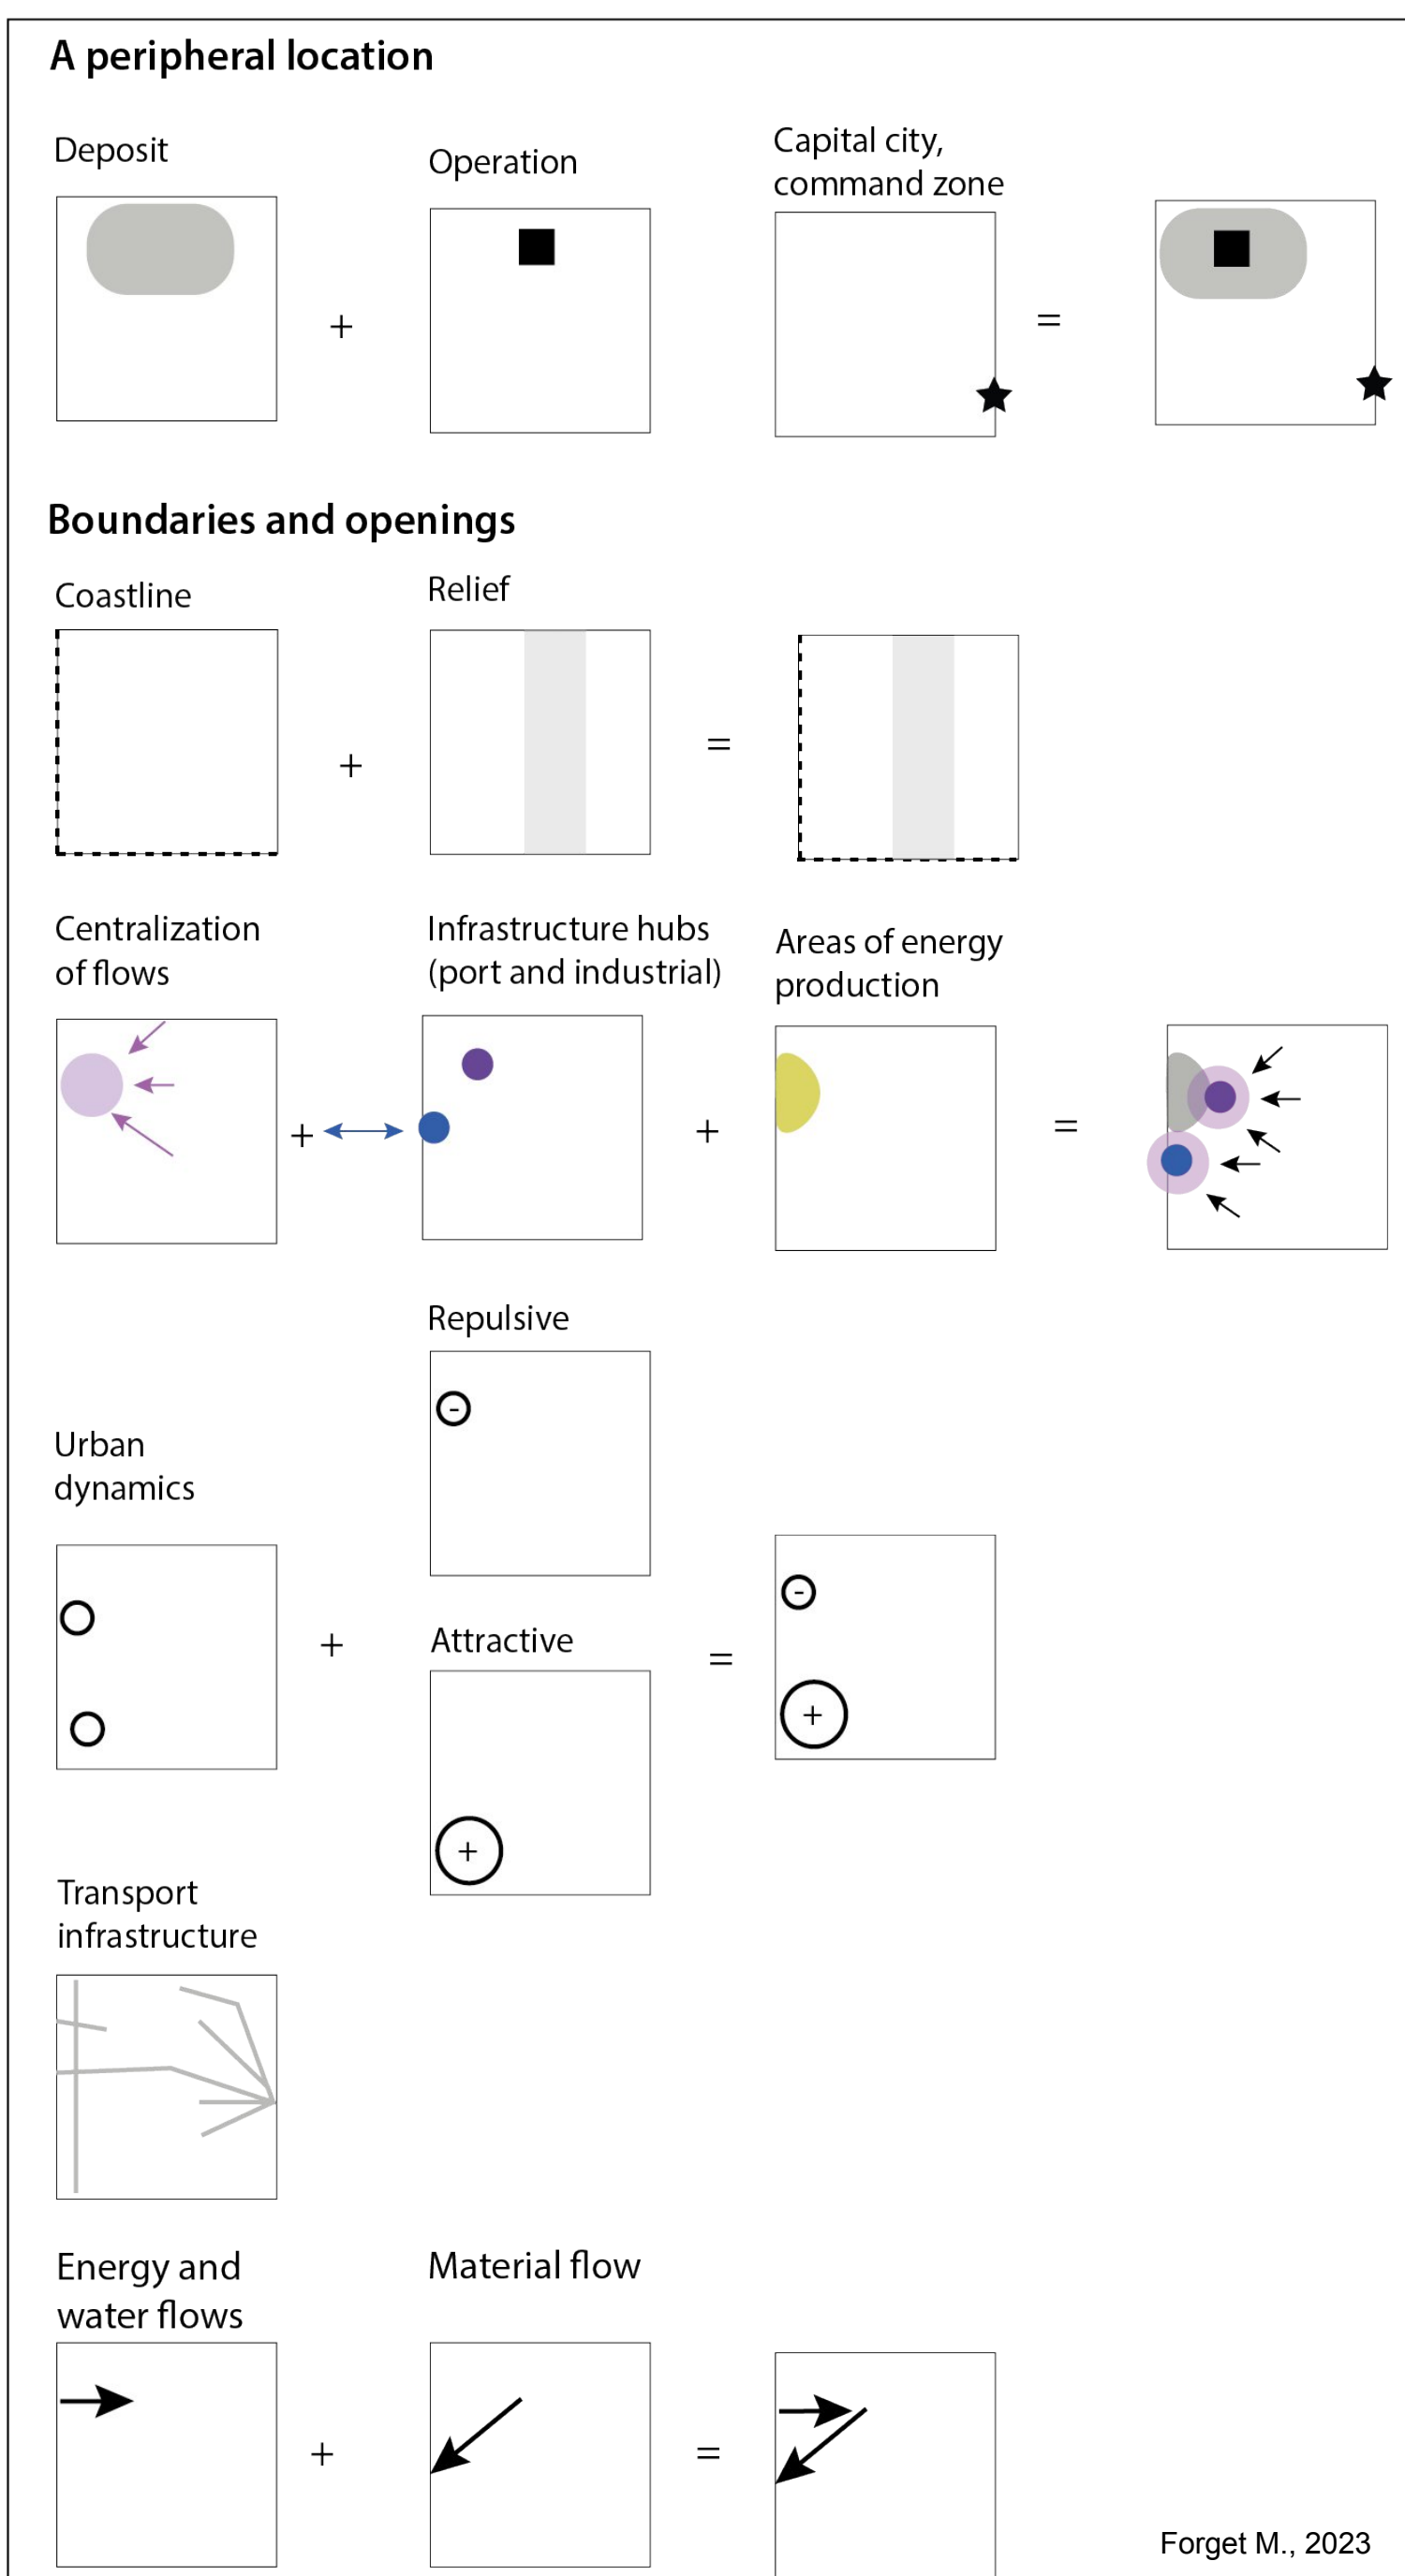 A peripheral location
Deposit
Operation
Capital city,
command zone
+
=
Boundaries and openings
Coastline
Relief
+
=
Centralization
of flows
Infrastructure hubs
(port and industrial)
Areas of energy
production
+
+
=
Repulsive
-
Urban
dynamics
-
+
Attractive
=
+
+
Transport
infrastructure
Energy and
water flows
Material flow
+
=
Forget M., 2023